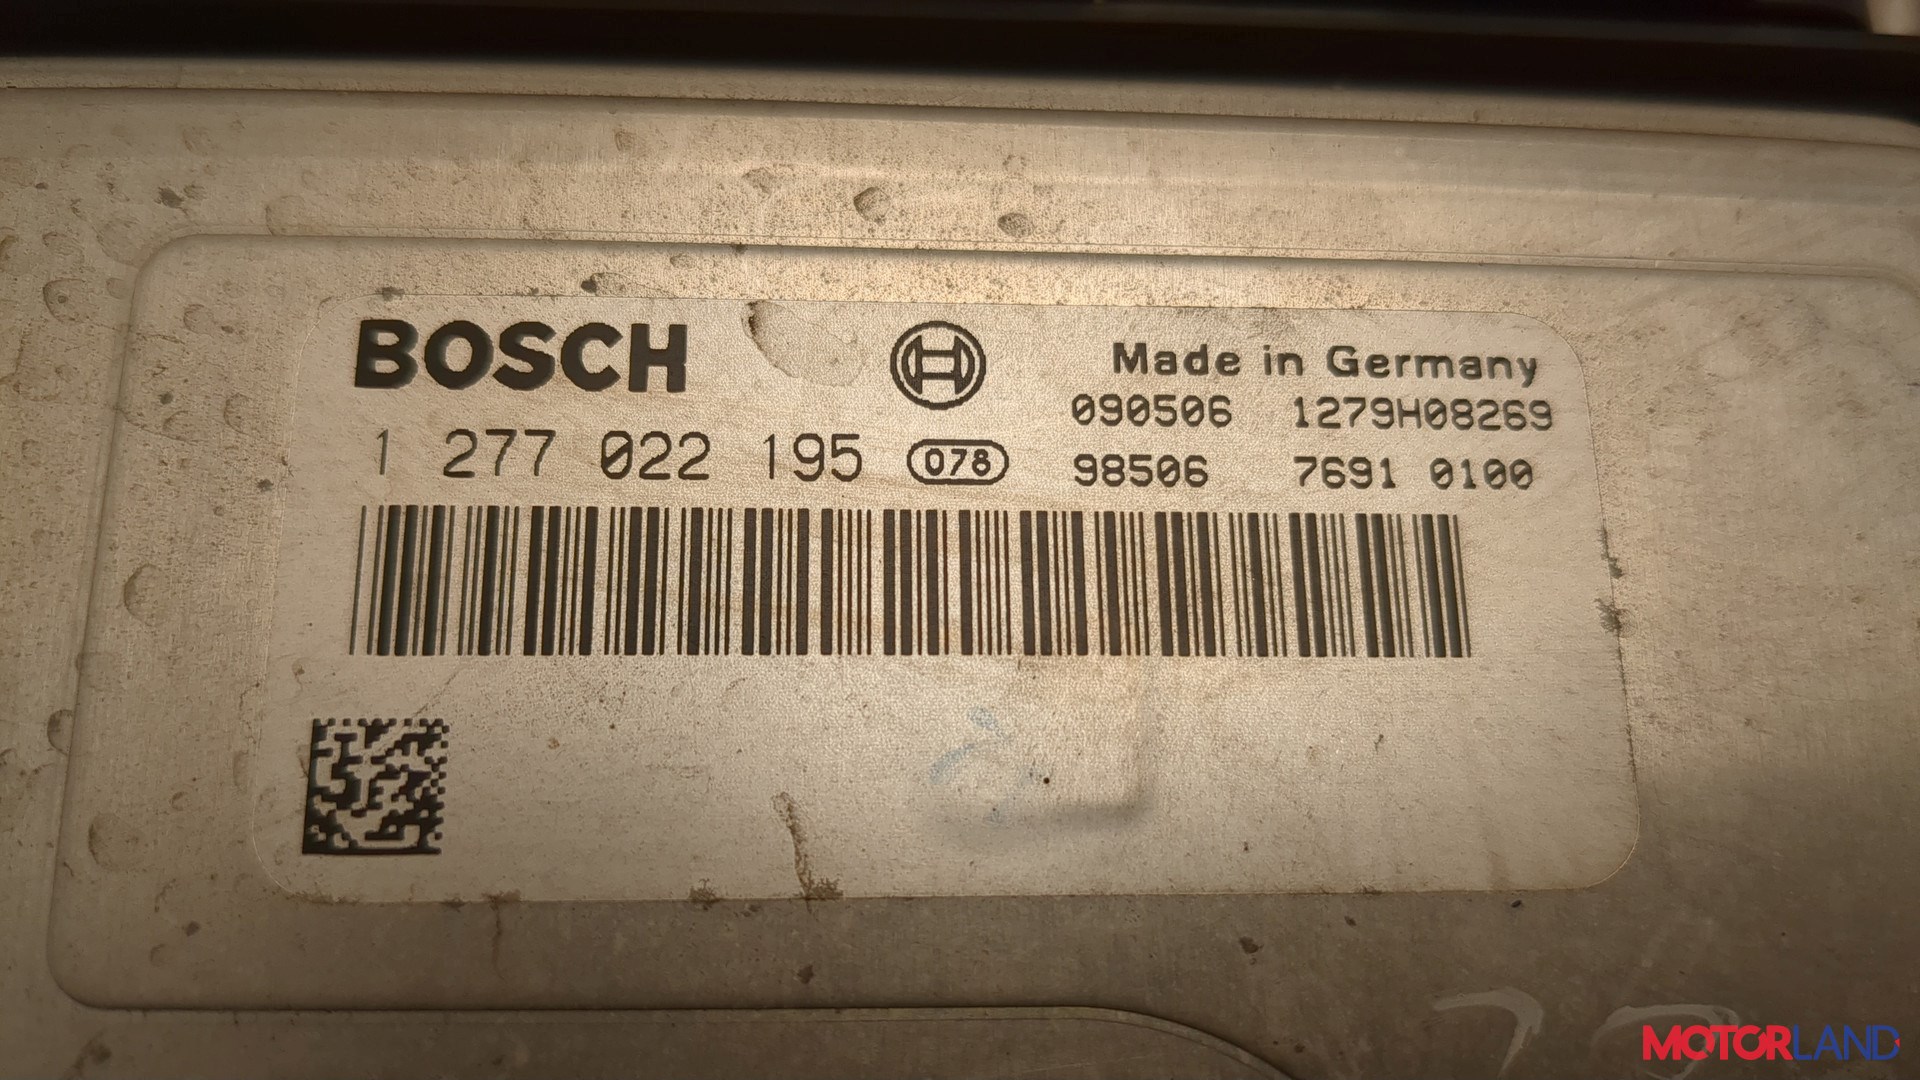 BOSCH
Made in Germany
090506 1279H08269
1 277 022 195 078 98506 7691 0100
MOTORLAND